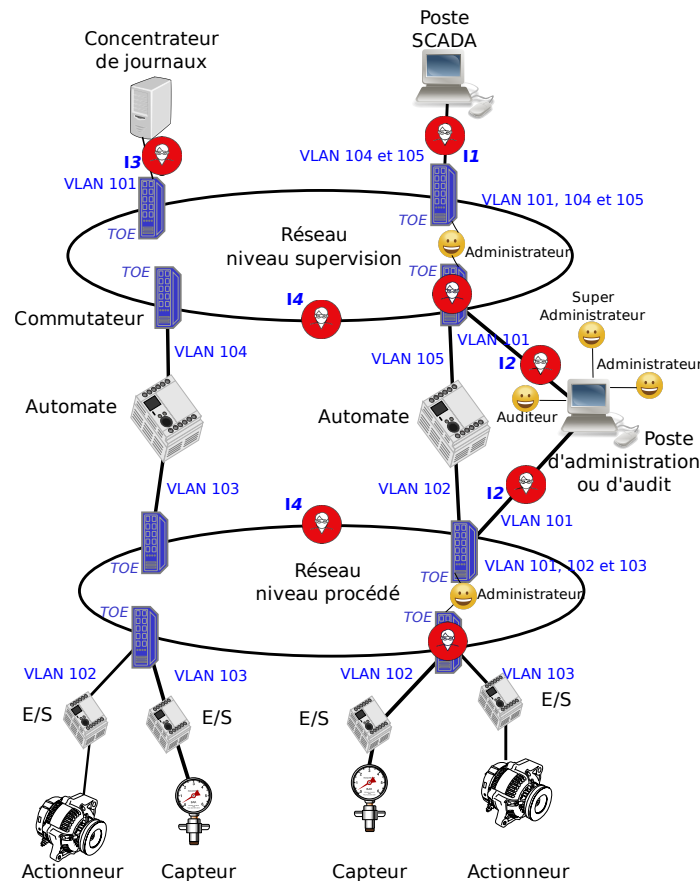 Poste
SCADA
Concentrateur
de journaux
I3
VLAN 101
VLAN 104 et 105
I1
VLAN 101, 104 et 105
TOE
TOE
Réseau
niveau supervision
Administrateur
TOE
TOE
I4
Commutateur
VLAN 101
Super
Administrateur
VLAN 104
VLAN 105
I2
Administrateur
Auditeur
Automate
Automate
Poste
d'administration
ou d'audit
VLAN 103
VLAN 102
I2
VLAN 101
I4
TOE
TOE
Réseau
niveau procédé
VLAN 101, 102 et 103
Administrateur
TOE
TOE
VLAN 102
VLAN 103
VLAN 102
VLAN 103
E/S
E/S
E/S
E/S
Actionneur
Capteur
Capteur
Actionneur